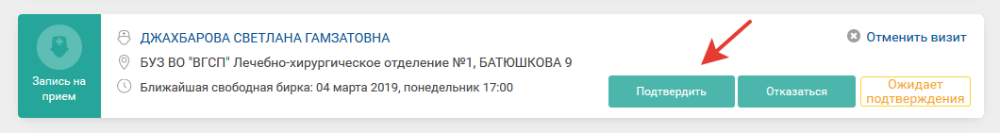 Запись на
прием
ДЖАХБАРОВА СВЕТЛАНА ГАМЗАТОВНА
БУЗ ВО "ВГСП" Лечебно-хирургическое отделение №1, БАТЮШКОВА 9
Ближайшая свободная бирка: 04 марта 2019, понедельник 17:00
Отменить визит
Подтвердить
Отказаться
Ожидает
подтверждения